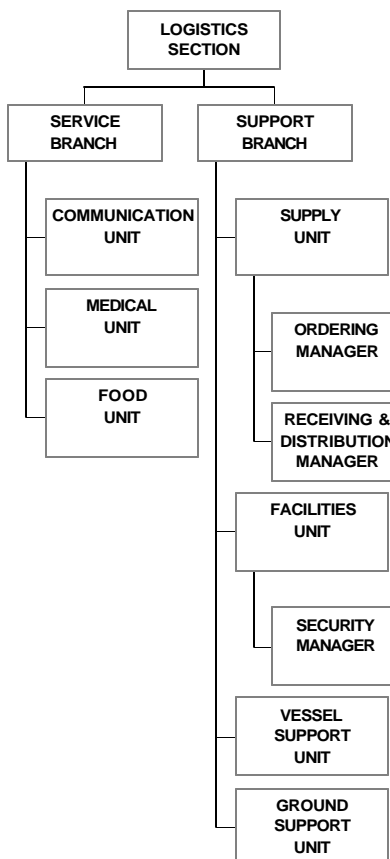 LOGISTICS
SECTION
SERVICE
BRANCH
SUPPORT
BRANCH
COMMUNICATION
UNIT
MEDICAL
UNIT
FOOD
UNIT
SUPPLY
UNIT
ORDERING
MANAGER
RECEIVING &
DISTRIBUTION
MANAGER
FACILITIES
UNIT
SECURITY
MANAGER
VESSEL
SUPPORT
UNIT
GROUND
SUPPORT
UNIT